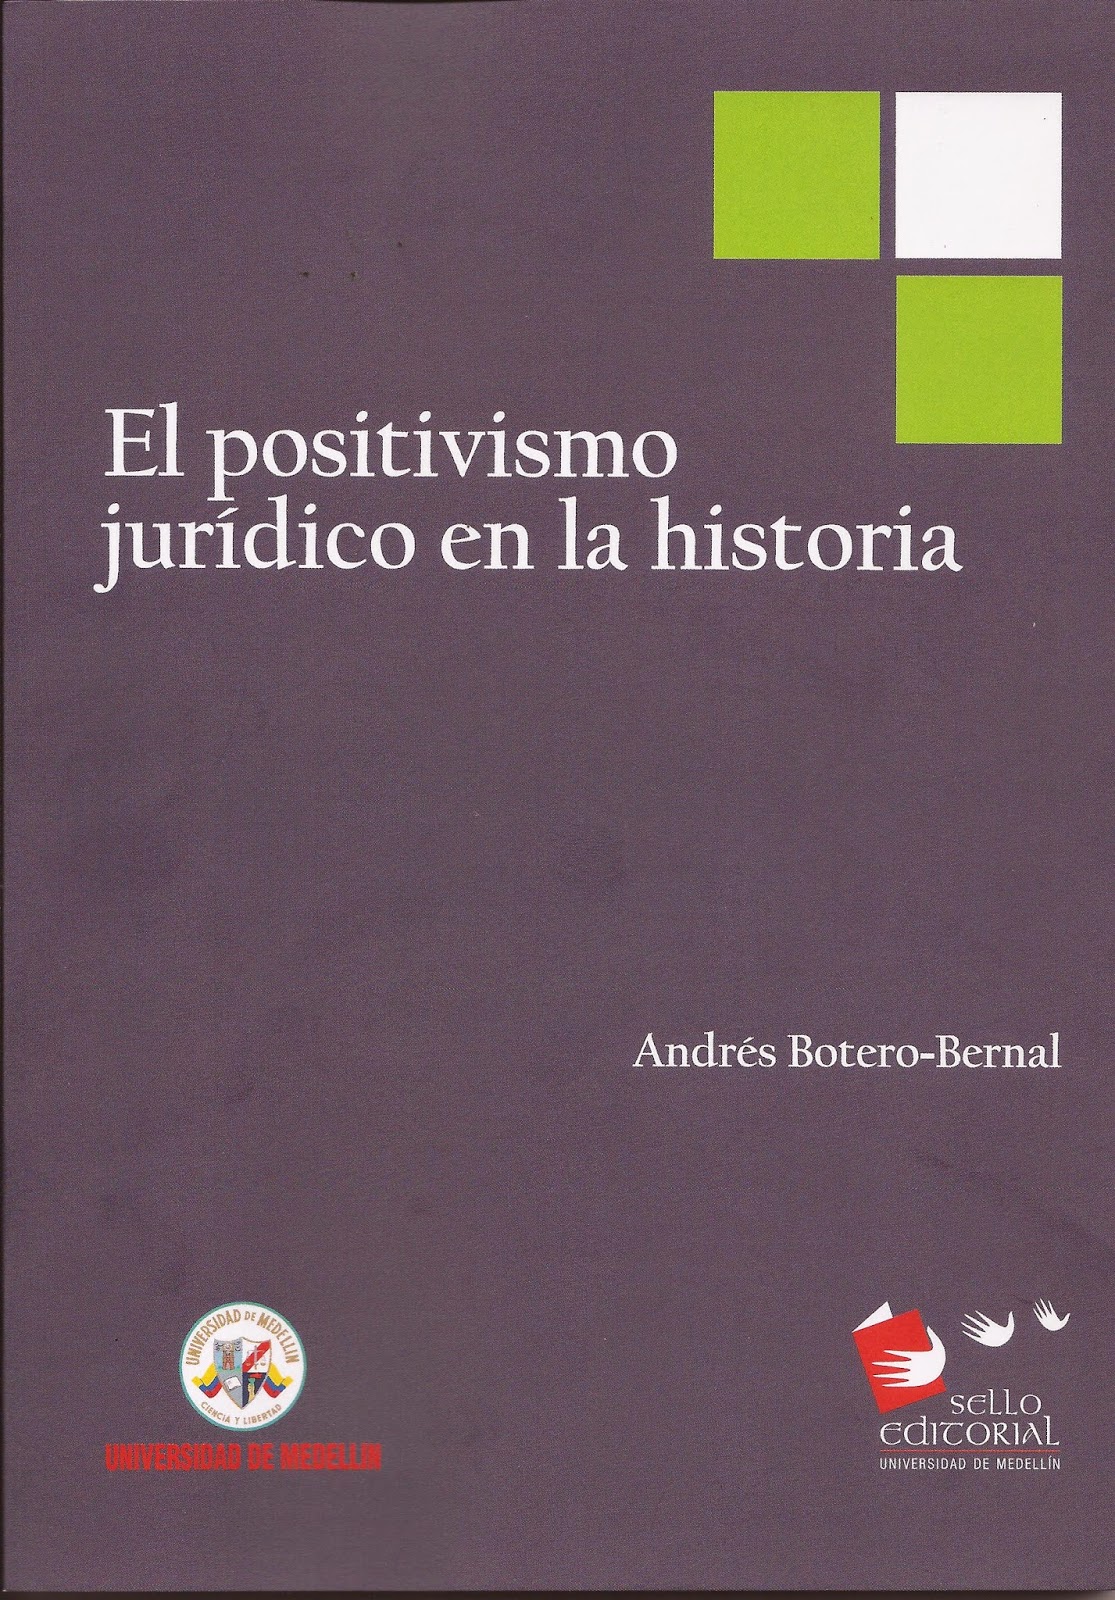 El positivismo
jurídico en la historia
Andrés Botero-Bernal
UNIVERSIDAD DE MEDELLIN
CIENCIA Y LIBERTAD
UNIVERSIDAD DE MEDELLIN
SELLO
EDITORIAL
UNIVERSIDAD DE MEDELLÍN